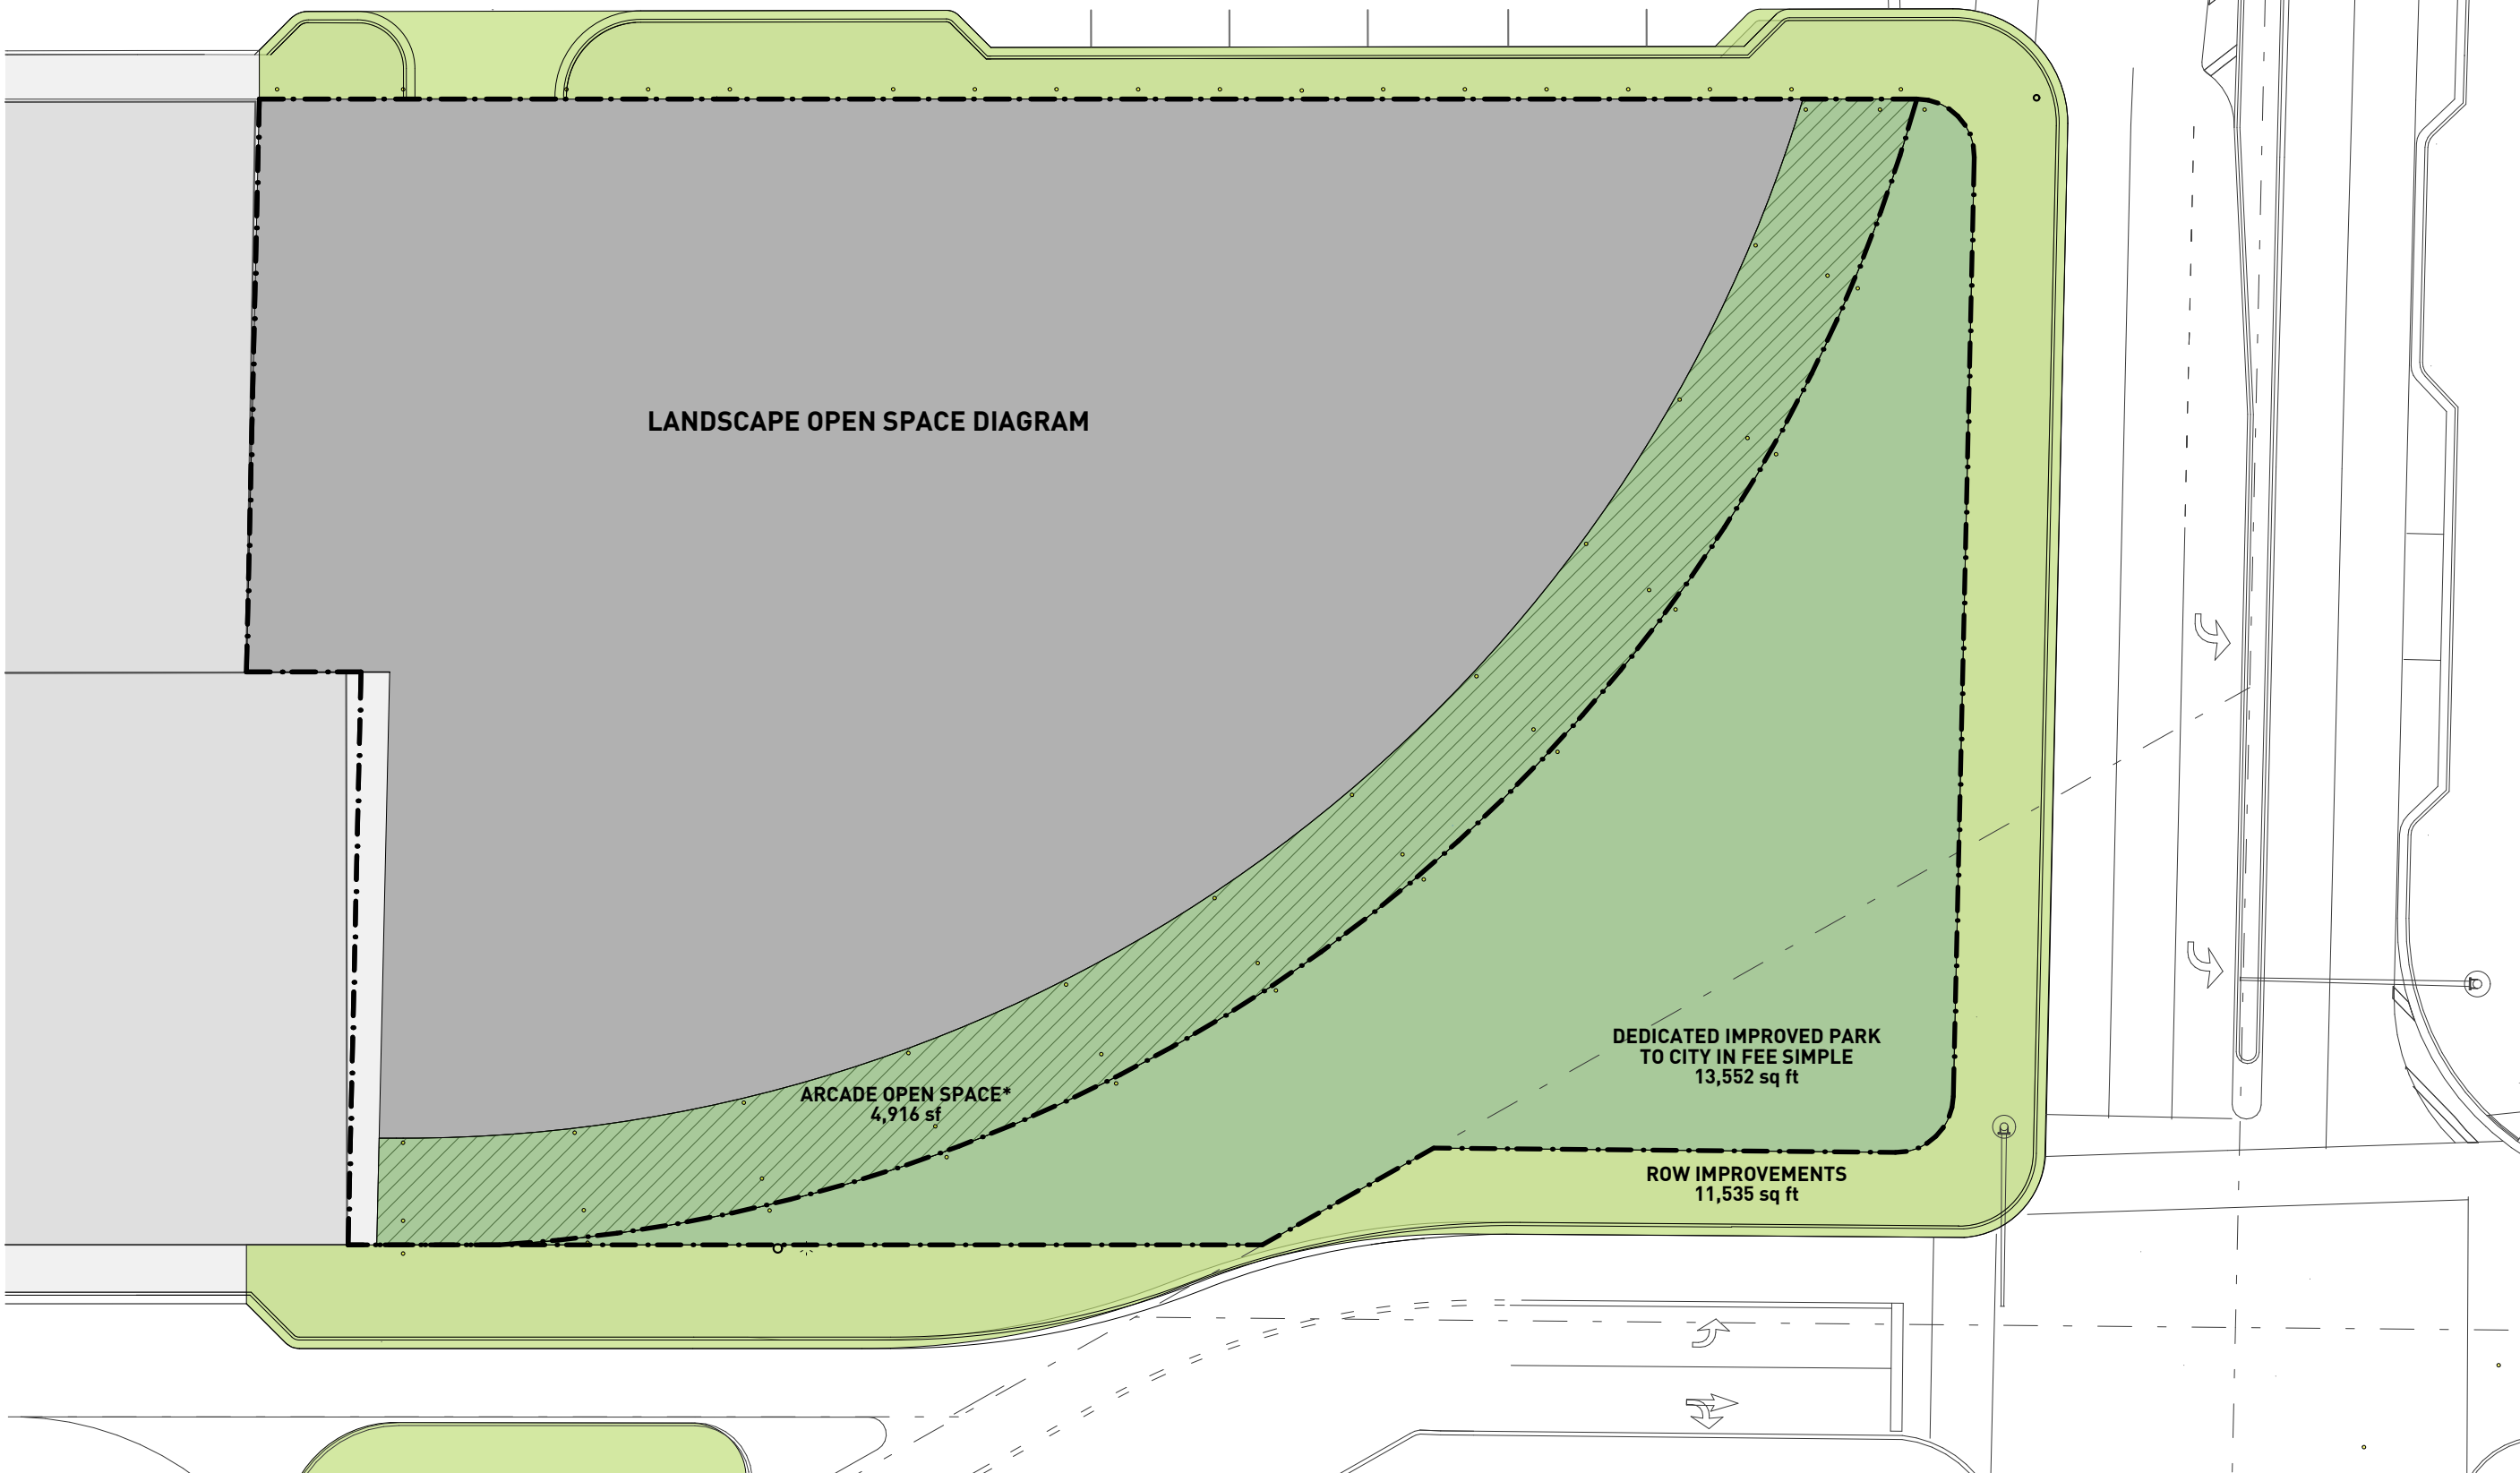 LANDSCAPE OPEN SPACE DIAGRAM
ARCADE OPEN SPACE*
4,916 sf
DEDICATED IMPROVED PARK
TO CITY IN FEE SIMPLE
13,552 sq ft
ROW IMPROVEMENTS
11,535 sq ft